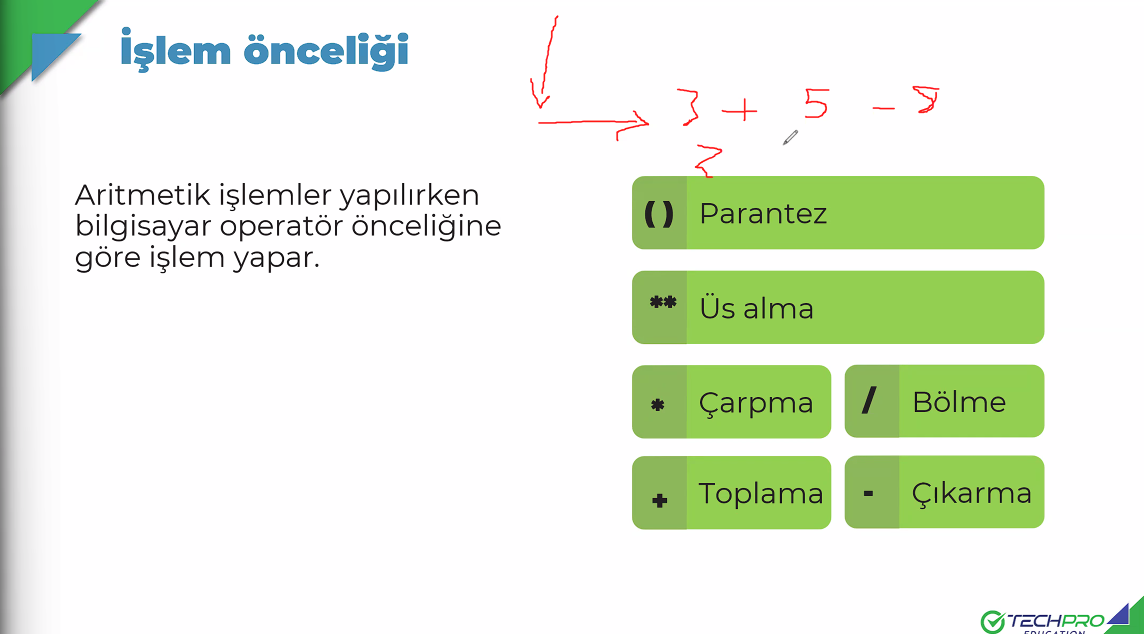 İşlem önceliği
3 + 5 -
2
Aritmetik işlemler yapılırken
bilgisayar operatör önceliğine
göre işlem yapar.
( ) Parantez
** Üs alma
* Çarpma
/ Bölme
+ Toplama
- Çıkarma
TECHPRO
EDUCATION